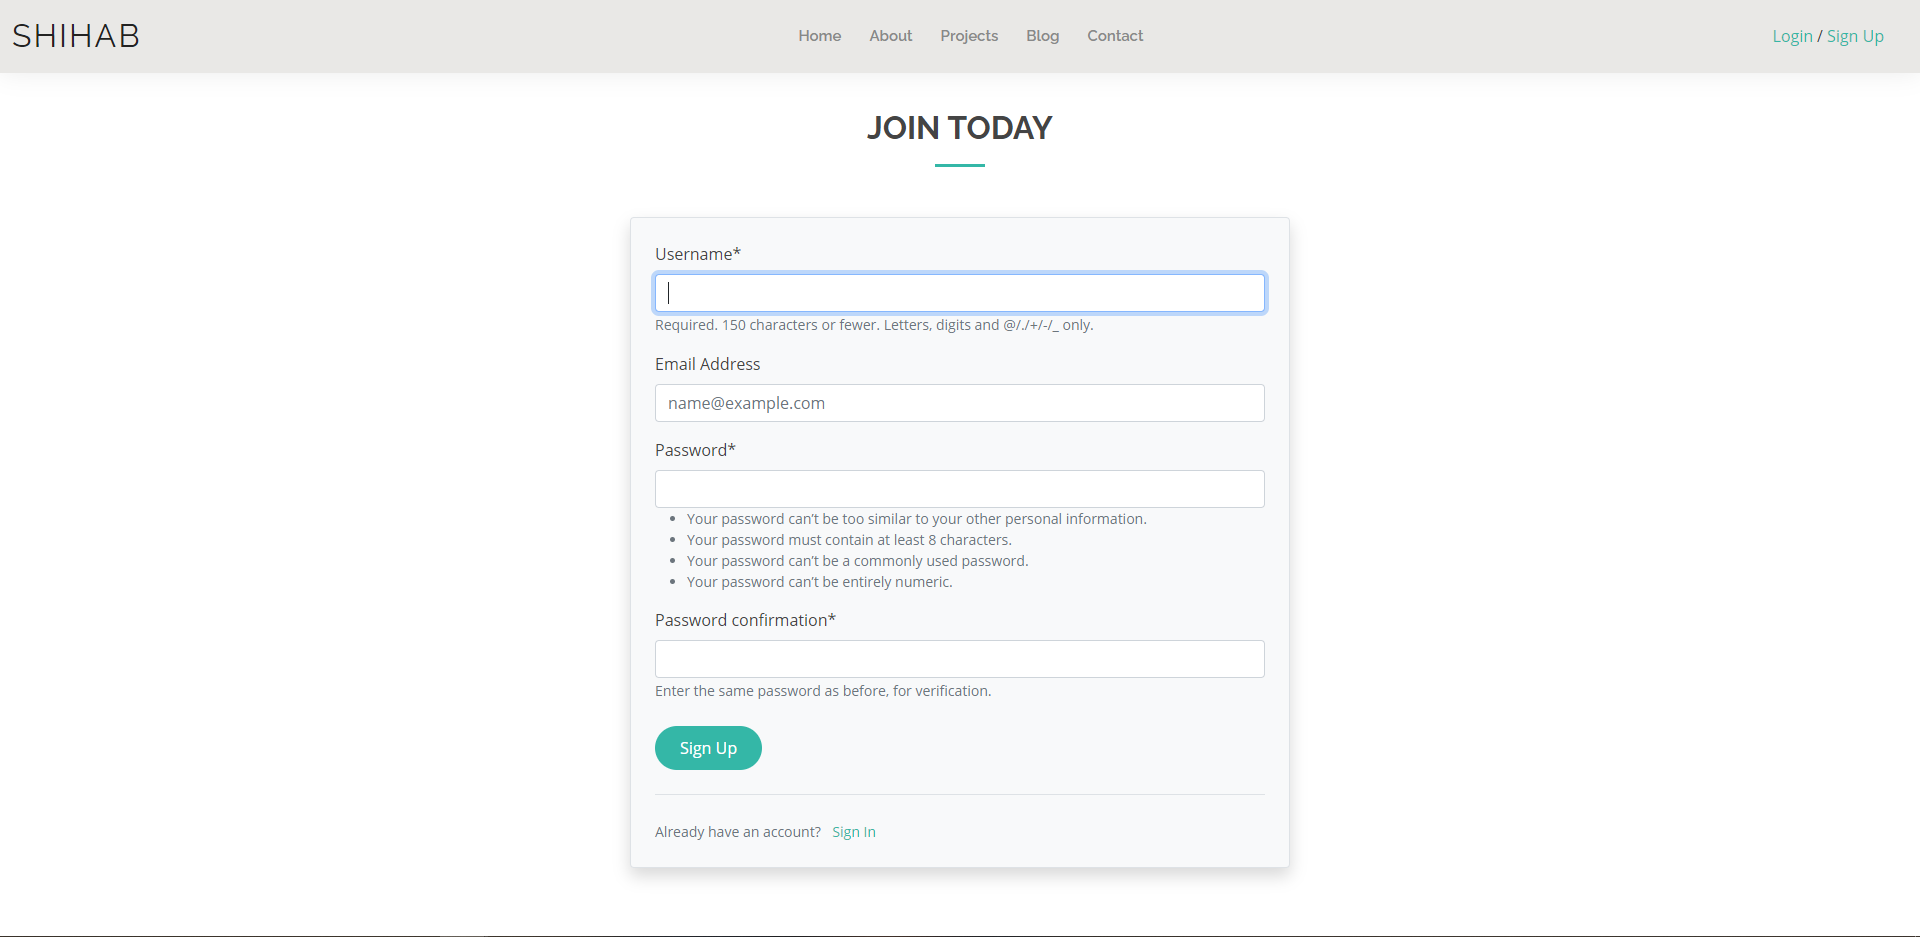 SHIHAB
Home About Projects Blog Contact
Login / Sign Up
JOIN TODAY
Username*
Required. 150 characters or fewer. Letters, digits and @/./+/-/_ only.
Email Address
name@example.com
Password*
• Your password can’t be too similar to your other personal information.
• Your password must contain at least 8 characters.
• Your password can’t be a commonly used password.
• Your password can’t be entirely numeric.
Password confirmation*
Enter the same password as before, for verification.
Sign Up
Already have an account? Sign In